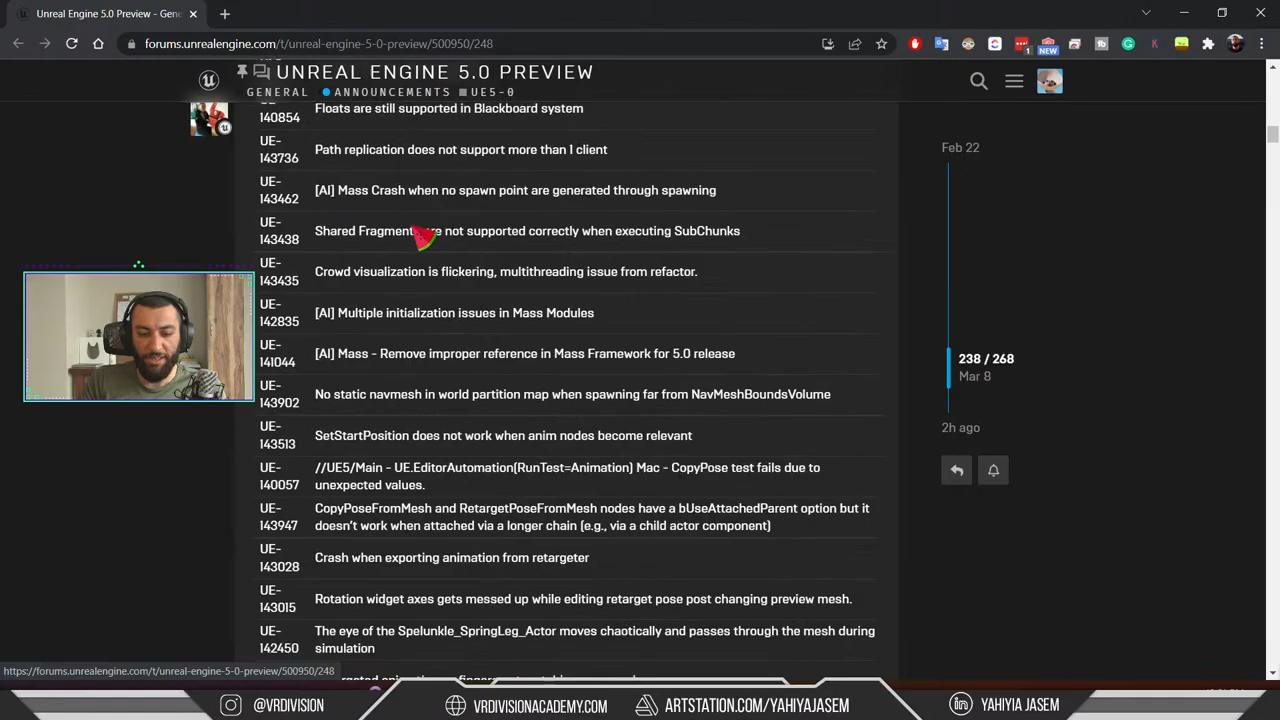 Unreal Engine 5.0 Preview - Gene
forums.unrealengine.com/t/unreal-engine-5-0-preview/500950/248
1
NEW
K
UNREAL ENGINE 5.0 PREVIEW
GENERAL ANNOUNCEMENTS UE5-0
140854
Floats are still supported in Blackboard system
UE-
143736
Path replication does not support more than 1 client
UE-
143462
[AI] Mass Crash when no spawn point are generated through spawning
UE-
143438
Shared Fragment are not supported correctly when executing SubChunks
UE-
143435
Crowd visualization is flickering, multithreading issue from refactor.
UE-
142835
[AI] Multiple initialization issues in Mass Modules
UE-
141044
[AI] Mass - Remove improper reference in Mass Framework for 5.0 release
UE-
143902
No static navmesh in world partition map when spawning far from NavMeshBoundsVolume
UE-
143513
SetStartPosition does not work when anim nodes become relevant
UE-
140057
//UE5/Main - UE.EditorAutomation(RunTest=Animation) Mac - CopyPose test fails due to
unexpected values.
UE-
143947
CopyPoseFromMesh and RetargetPoseFromMesh nodes have a bUseAttachedParent option but it
doesn't work when attached via a longer chain (e.g., via a child actor component)
UE-
143028
Crash when exporting animation from retargeter
UE-
143015
Rotation widget axes gets messed up while editing retarget pose post changing preview mesh.
UE-
142450
The eye of the Spelunkle_SpringLeg_Actor moves chaotically and passes through the mesh during
simulation
Feb 22
238 / 268
Mar 8
2h ago
https://forums.unrealengine.com/t/unreal-engine-5-0-preview/500950/248
@VRDIVISION
VRDIVISIONACADEMY.COM
ARTSTATION.COM/YAHIYAJASEM
YAHIYIA JASEM